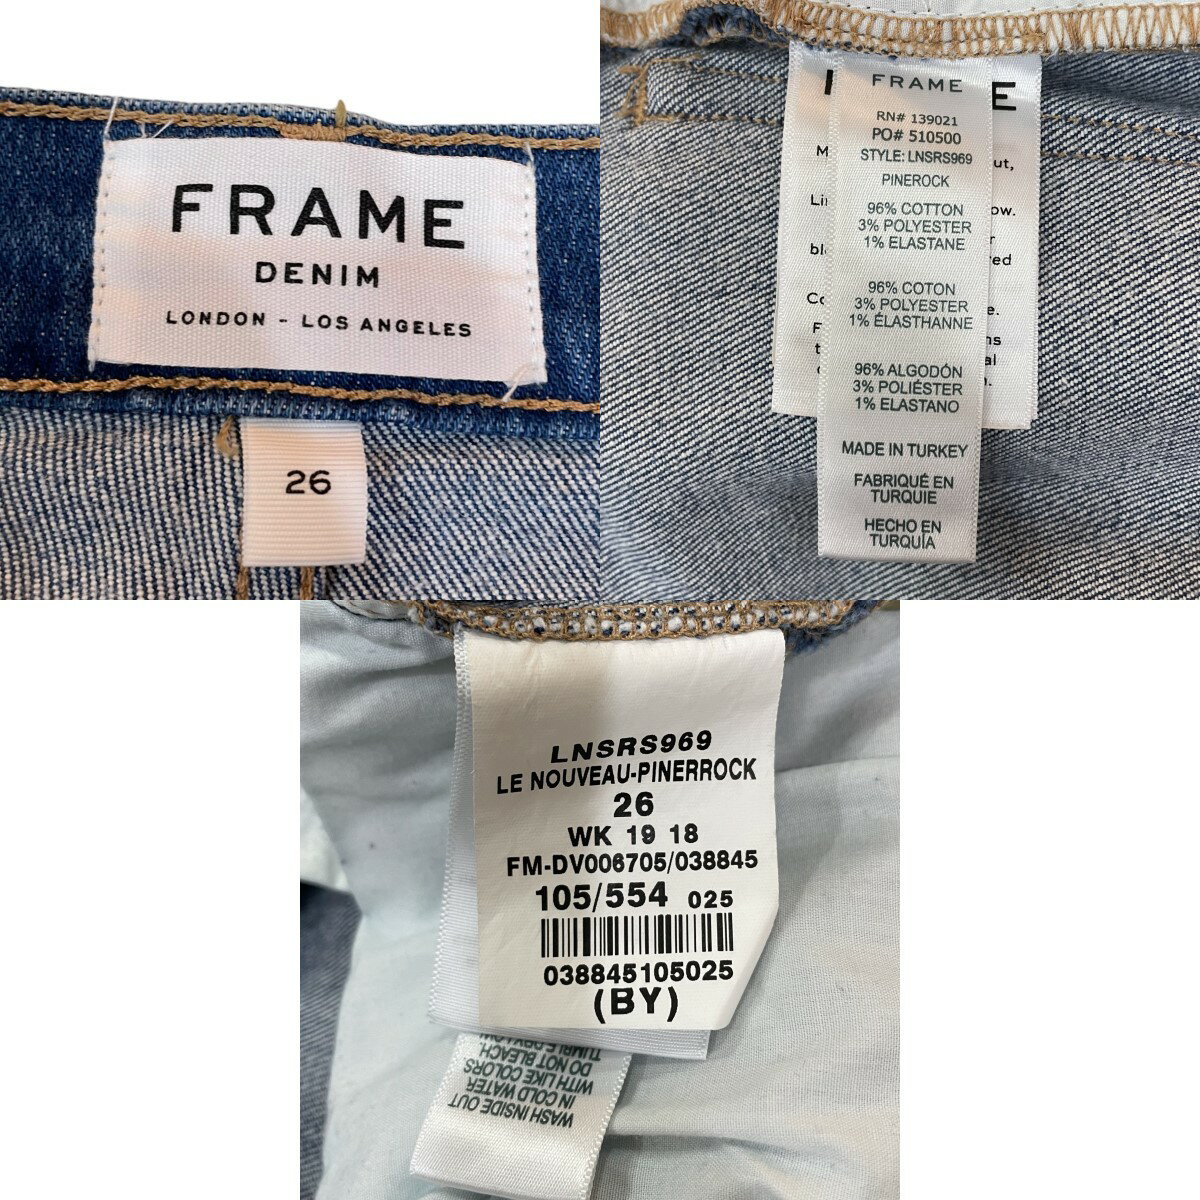 FRAME
DENIM
LONDON - LOS ANGELES
26
FRAME
RN# 139021
PO# 510500
STYLE: LNSRS969
PINEROCK
96% COTTON
3% POLYESTER
1% ELASTANE
96% COTON
3% POLYESTER
1% ÉLASTHANNE
96% ALGODÓN
3% POLIÉSTER
1% ELASTANO
MADE IN TURKEY
FABRIQUÉ EN
TURQUIE
HECHO EN
TURQUÍA
LNSRS969
LE NOUVEAU-PINERROCK
26
WK 19 18
FM-DV006705/038845
105/554 025
038845105025
(BY)
WASH INSIDE OUT
IN COLD WATER
WITH LIKE COLORS.
DO NOT BLEACH.
TUMBLE DRY LOW.